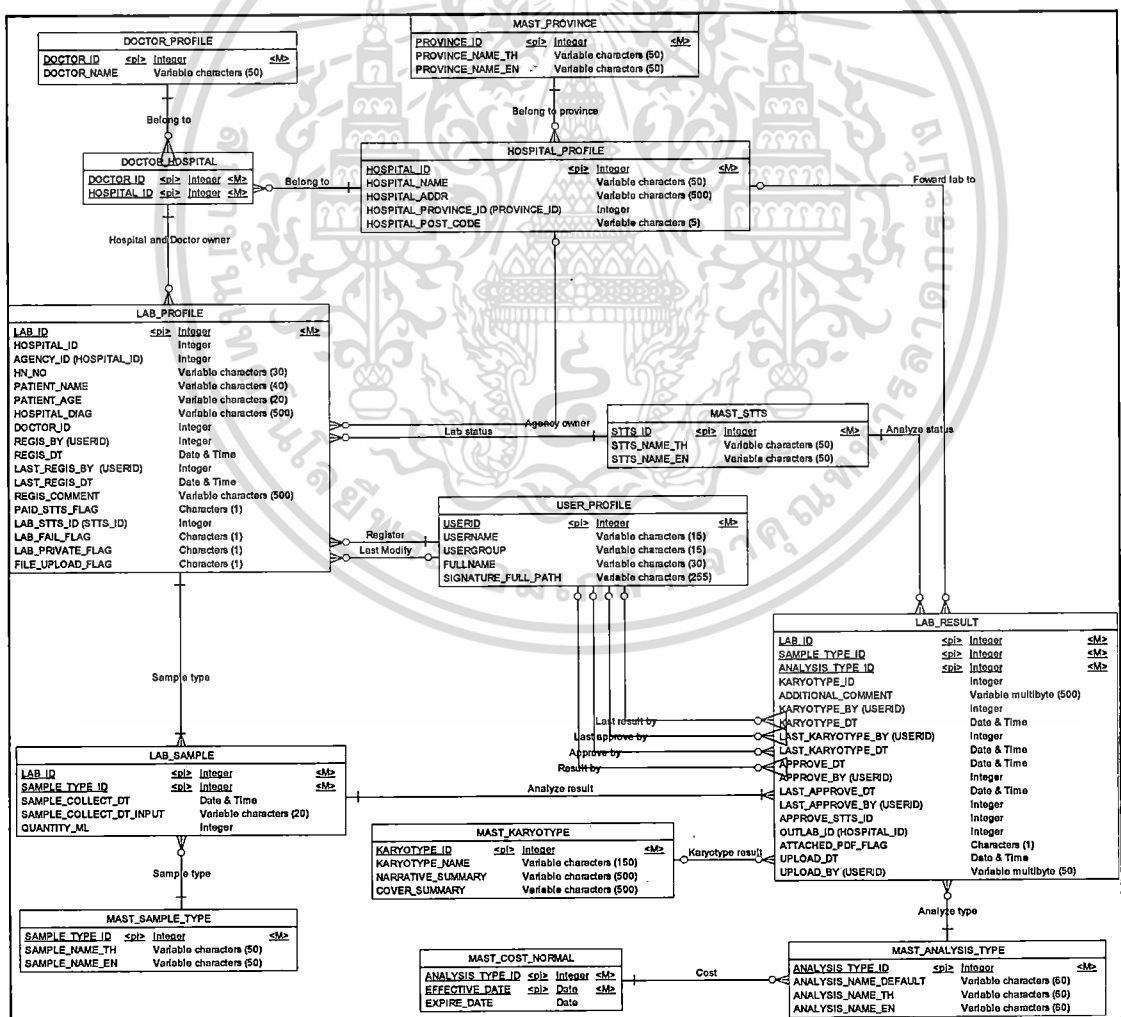 MAST_PROVINCE
PROVINCE_ID <pi> Integer <M>
PROVINCE_NAME_TH Variable characters (50)
PROVINCE_NAME_EN Variable characters (50)
DOCTOR_PROFILE
DOCTOR_ID <pi> Integer <M>
DOCTOR_NAME Variable characters (50)
Belong to
Belong to province
DOCTOR_HOSPITAL
DOCTOR_ID <pi> Integer <M>
HOSPITAL_ID <pi> Integer <M>
Belong to
HOSPITAL_PROFILE
HOSPITAL_ID <pi> Integer <M>
HOSPITAL_NAME Variable characters (50)
HOSPITAL_ADDR Variable characters (500)
HOSPITAL_PROVINCE_ID (PROVINCE_ID) Integer
HOSPITAL_POST_CODE Variable characters (5)
Foward lab to
Hospital and Doctor owner
LAB_PROFILE
LAB_ID <pi> Integer <M>
HOSPITAL_ID Integer
AGENCY_ID (HOSPITAL_ID) Integer
HN_NO Variable characters (30)
PATIENT_NAME Variable characters (40)
PATIENT_AGE Variable characters (20)
HOSPITAL_DIAG Variable characters (500)
DOCTOR_ID Integer
REGIS_BY (USERID) Integer
REGIS_DT Date & Time
LAST_REGIS_BY (USERID) Integer
LAST_REGIS_DT Date & Time
REGIS_COMMENT Variable characters (500)
PAID_STTS_FLAG Characters (1)
LAB_STTS_ID (STTS_ID) Integer
LAB_FAIL_FLAG Characters (1)
LAB_PRIVATE_FLAG Characters (1)
FILE_UPLOAD_FLAG Characters (1)
Agency owner
Lab status
MAST_STTS
STTS_ID <pi> Integer <M>
STTS_NAME_TH Variable characters (50)
STTS_NAME_EN Variable characters (50)
Analyze status
Register
Last Modify
USER_PROFILE
USERID <pi> Integer <M>
USERNAME Variable characters (15)
USERGROUP Variable characters (15)
FULLNAME Variable characters (30)
SIGNATURE_FULL_PATH Variable characters (255)
LAB_RESULT
LAB_ID <pi> Integer <M>
SAMPLE_TYPE_ID <pi> Integer <M>
ANALYSIS_TYPE_ID <pi> Integer <M>
KARYOTYPE_ID Integer
ADDITIONAL_COMMENT Variable multibyte (500)
KARYOTYPE_BY (USERID) Integer
KARYOTYPE_DT Date & Time
LAST_KARYOTYPE_BY (USERID) Integer
LAST_KARYOTYPE_DT Date & Time
APPROVE_DT Date & Time
APPROVE_BY (USERID) Integer
LAST_APPROVE_DT Date & Time
LAST_APPROVE_BY (USERID) Integer
APPROVE_STTS_ID Integer
OUTLAB_ID (HOSPITAL_ID) Integer
ATTACHED_PDF_FLAG Characters (1)
UPLOAD_DT Date & Time
UPLOAD_BY (USERID) Variable multibyte (50)
Last result by
Last approve by
Approve by
Result by
Sample type
LAB_SAMPLE
LAB_ID <pi> Integer <M>
SAMPLE_TYPE_ID <pi> Integer <M>
SAMPLE_COLLECT_DT Date & Time
SAMPLE_COLLECT_DT_INPUT Variable characters (20)
QUANTITY_ML Integer
Analyze result
MAST_KARYOTYPE
KARYOTYPE_ID <pi> Integer <M>
KARYOTYPE_NAME Variable characters (150)
NARRATIVE_SUMMARY Variable characters (500)
COVER_SUMMARY Variable characters (500)
Karyotype result
Sample type
MAST_SAMPLE_TYPE
SAMPLE_TYPE_ID <pi> Integer <M>
SAMPLE_NAME_TH Variable characters (50)
SAMPLE_NAME_EN Variable characters (50)
Analyze type
MAST_COST_NORMAL
ANALYSIS_TYPE_ID <pi> Integer <M>
EFFECTIVE_DATE <pi> Date <M>
EXPIRE_DATE Date
Cost
MAST_ANALYSIS_TYPE
ANALYSIS_TYPE_ID <pi> Integer <M>
ANALYSIS_NAME_DEFAULT Variable characters (60)
ANALYSIS_NAME_TH Variable characters (60)
ANALYSIS_NAME_EN Variable characters (60)